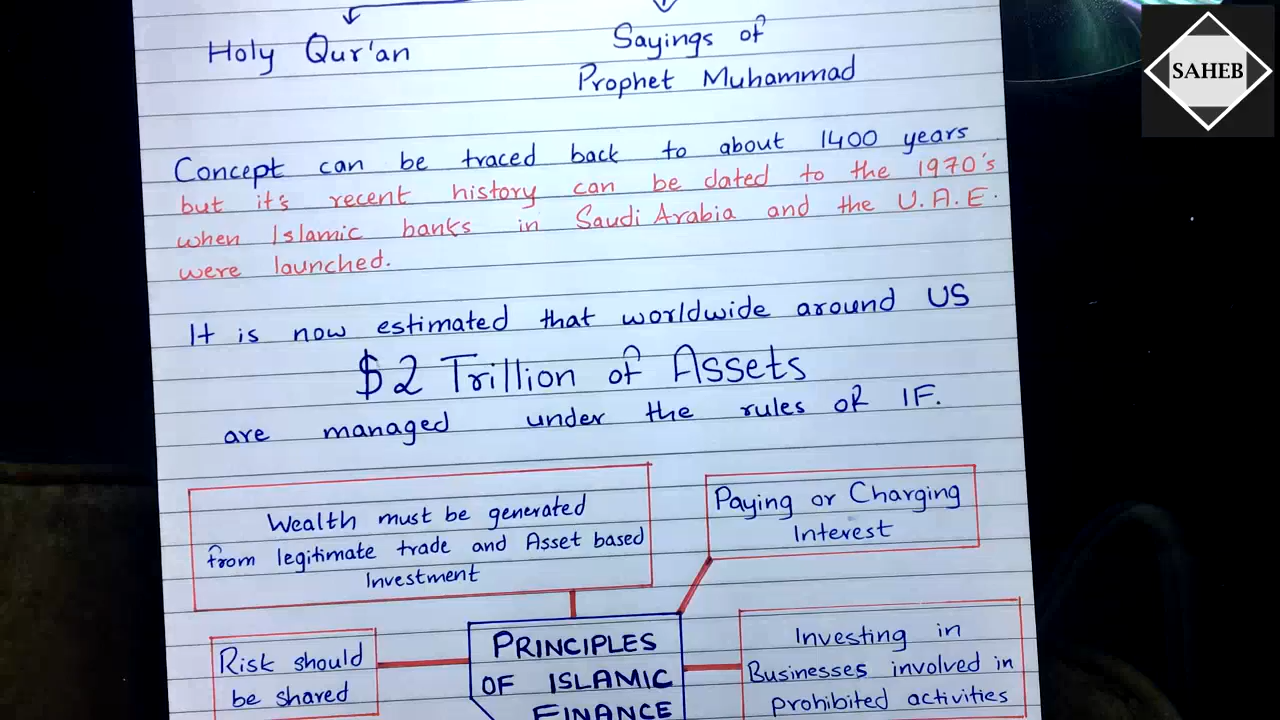 Holy Qur'an
Sayings of
Prophet Muhammad
Concept can be traced back to about 1400 years
but it's recent history can be dated to the 1970's
when Islamic banks in Saudi Arabia and the U.A.E.
were launched.
It is now estimated that worldwide around US
$2 Trillion of Assets
are managed under the rules of IF.
Wealth must be generated
from legitimate trade and Asset based
Investment
Paying or Charging
Interest
Risk should
be shared
PRINCIPLES
OF ISLAMIC
FINANCE
Investing in
Businesses involved in
prohibited activities
SAHEB